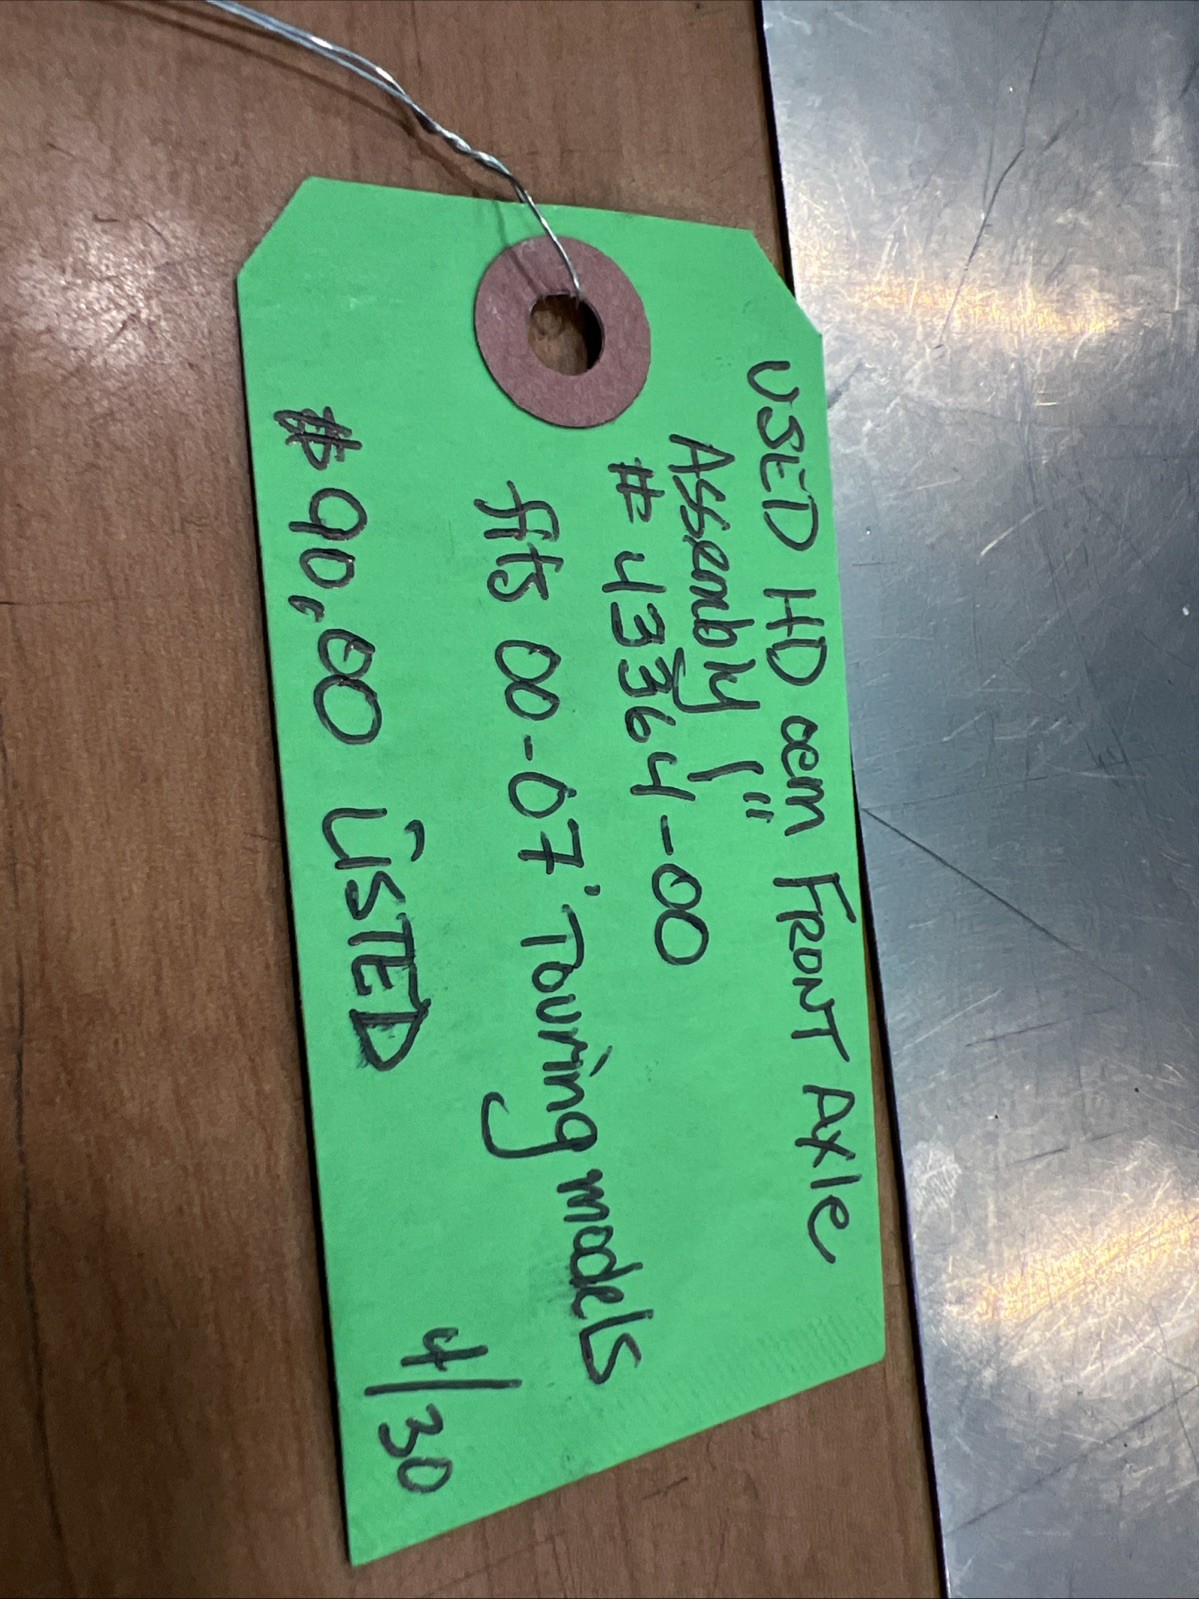 USED HD oem FRONT AXle
Assembly 1"
# 43364-00
fits 00-07' Touring models
$90.00 LiSTED
4/30